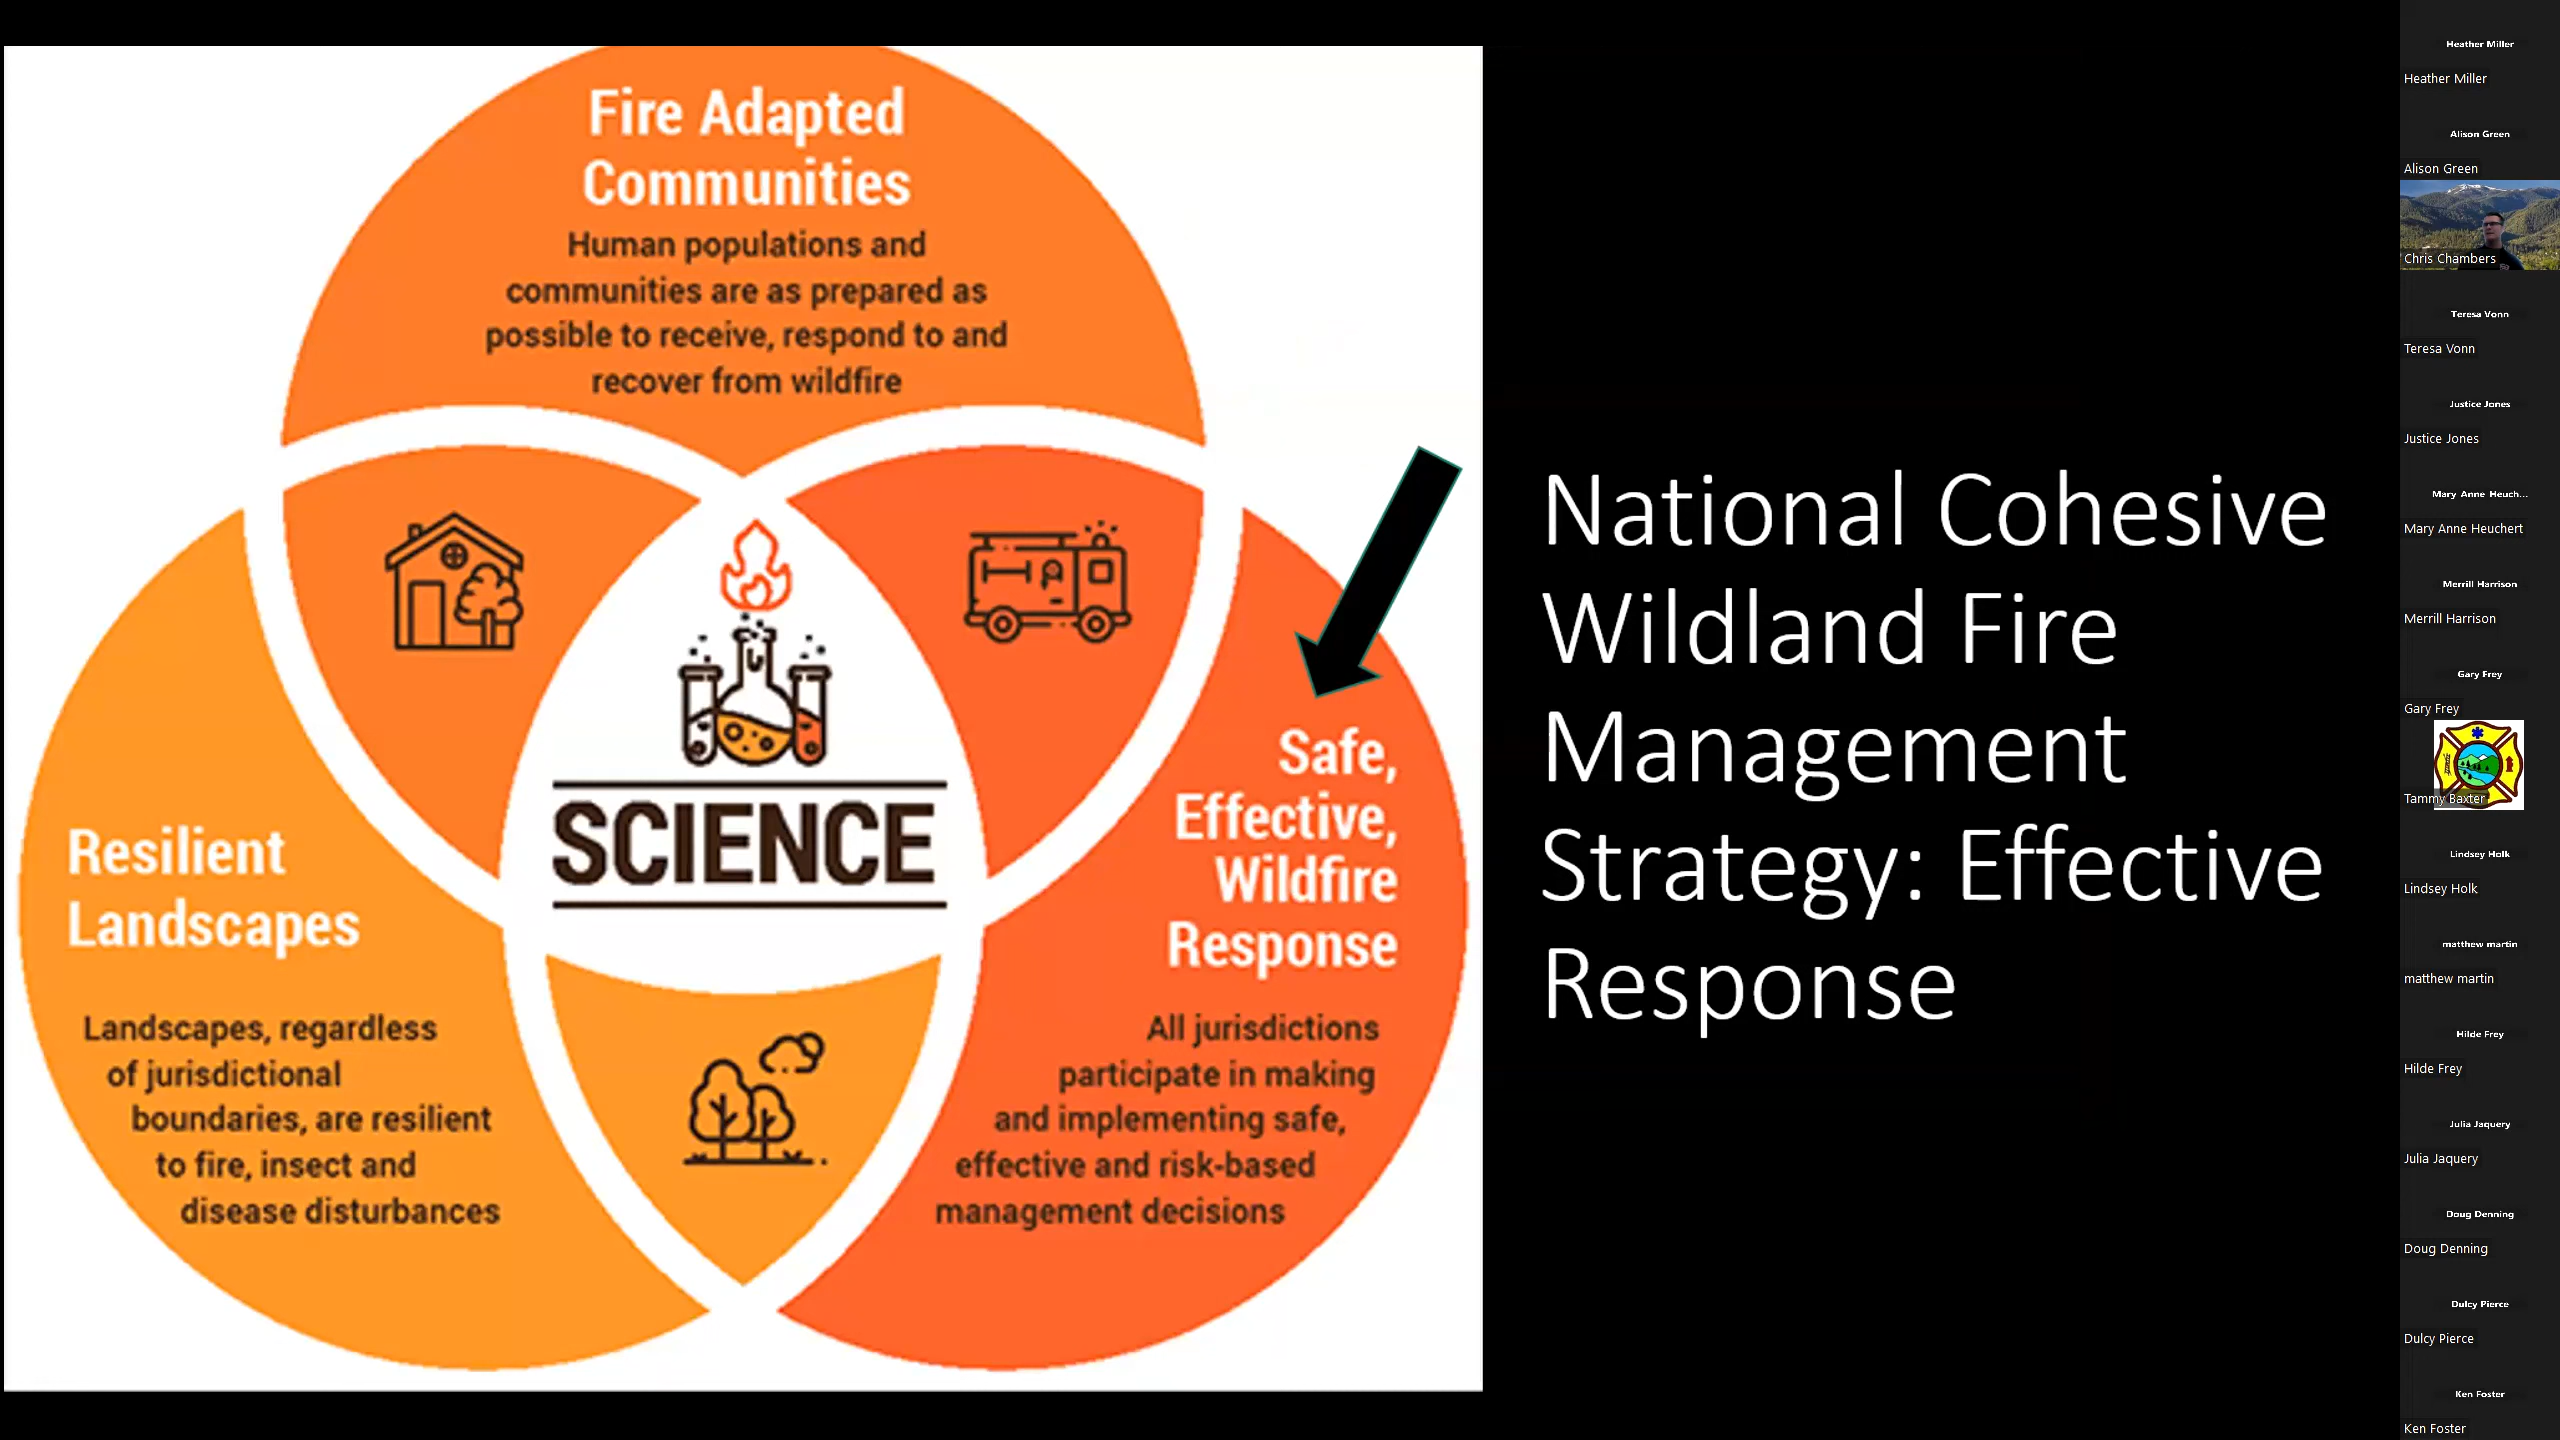 Fire Adapted
Communities
Human populations and
communities are as prepared as
possible to receive, respond to and
recover from wildfire
SCIENCE
Resilient
Landscapes
Landscapes, regardless
of jurisdictional
boundaries, are resilient
to fire, insect and
disease disturbances
Safe,
Effective,
Wildfire
Response
All jurisdictions
participate in making
and implementing safe,
effective and risk-based
management decisions
National Cohesive
Wildland Fire
Management
Strategy: Effective
Response
Heather Miller
Heather Miller
Alison Green
Alison Green
Chris Chambers
Teresa Vonn
Teresa Vonn
Justice Jones
Justice Jones
Mary Anne Heuch...
Mary Anne Heuchert
Merrill Harrison
Merrill Harrison
Gary Frey
Gary Frey
Tammy Baxter
Lindsey Holk
Lindsey Holk
matthew martin
matthew martin
Hilde Frey
Hilde Frey
Julia Jaquery
Julia Jaquery
Doug Denning
Doug Denning
Dulcy Pierce
Dulcy Pierce
Ken Foster
Ken Foster